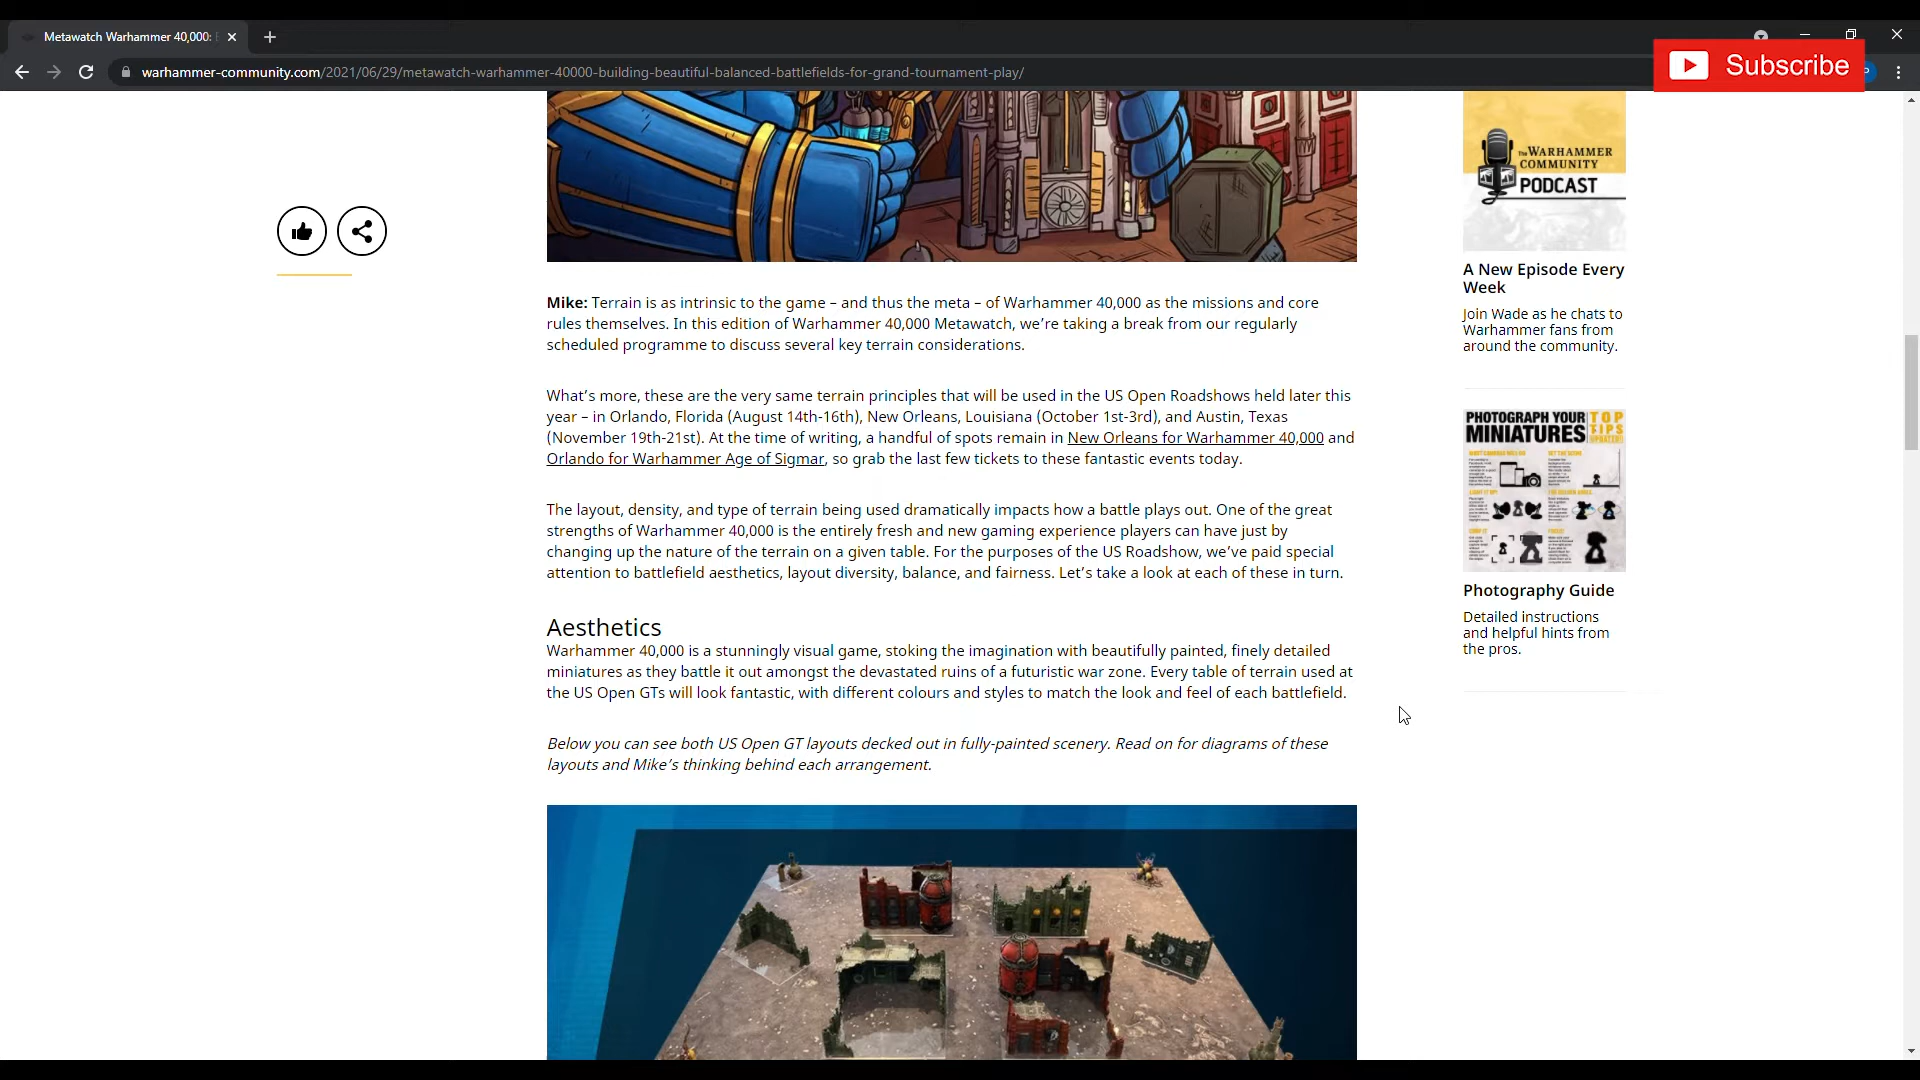 Metawatch Warhammer 40,000:
Subscribe
warhammer-community.com/2021/06/29/metawatch-warhammer-40000-building-beautiful-balanced-battlefields-for-grand-tournament-play/
The WARHAMMER
COMMUNITY
PODCAST
A New Episode Every
Week
Join Wade as he chats to
Warhammer fans from
around the community.
Mike: Terrain is as intrinsic to the game – and thus the meta – of Warhammer 40,000 as the missions and core
rules themselves. In this edition of Warhammer 40,000 Metawatch, we're taking a break from our regularly
scheduled programme to discuss several key terrain considerations.
What's more, these are the very same terrain principles that will be used in the US Open Roadshows held later this
year – in Orlando, Florida (August 14th-16th), New Orleans, Louisiana (October 1st-3rd), and Austin, Texas
(November 19th-21st). At the time of writing, a handful of spots remain in New Orleans for Warhammer 40,000 and
Orlando for Warhammer Age of Sigmar, so grab the last few tickets to these fantastic events today.
The layout, density, and type of terrain being used dramatically impacts how a battle plays out. One of the great
strengths of Warhammer 40,000 is the entirely fresh and new gaming experience players can have just by
changing up the nature of the terrain on a given table. For the purposes of the US Roadshow, we've paid special
attention to battlefield aesthetics, layout diversity, balance, and fairness. Let's take a look at each of these in turn.
PHOTOGRAPH YOUR
MINIATURES
TOP
TIPS
Photography Guide
Detailed instructions
and helpful hints from
the pros.
Aesthetics
Warhammer 40,000 is a stunningly visual game, stoking the imagination with beautifully painted, finely detailed
miniatures as they battle it out amongst the devastated ruins of a futuristic war zone. Every table of terrain used at
the US Open GTs will look fantastic, with different colours and styles to match the look and feel of each battlefield.
Below you can see both US Open GT layouts decked out in fully-painted scenery. Read on for diagrams of these
layouts and Mike's thinking behind each arrangement.